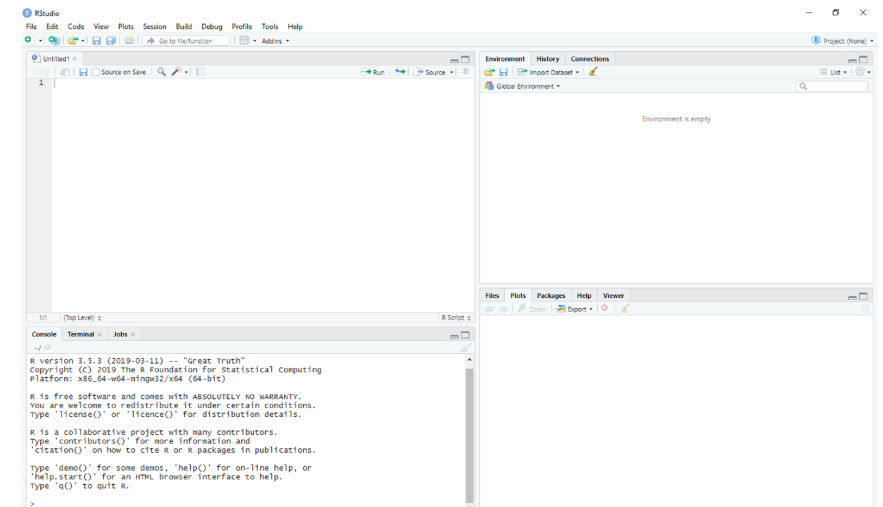 RStudio
File Edit Code View Plots Session Build Debug Profile Tools Help
Go to file/function Addins Project: (None)
Untitled1
Source on Save Run Source
1
1:1 (Top Level) R Script
Console Terminal Jobs
~/
R version 3.5.3 (2019-03-11) -- "Great Truth"
Copyright (C) 2019 The R Foundation for Statistical Computing
Platform: x86_64-w64-mingw32/x64 (64-bit)
R is free software and comes with ABSOLUTELY NO WARRANTY.
You are welcome to redistribute it under certain conditions.
Type 'license()' or 'licence()' for distribution details.
R is a collaborative project with many contributors.
Type 'contributors()' for more information and
'citation()' on how to cite R or R packages in publications.
Type 'demo()' for some demos, 'help()' for on-line help, or
'help.start()' for an HTML browser interface to help.
Type 'q()' to quit R.
>
Environment History Connections
Import Dataset List
Global Environment
Environment is empty
Files Plots Packages Help Viewer
Zoom Export